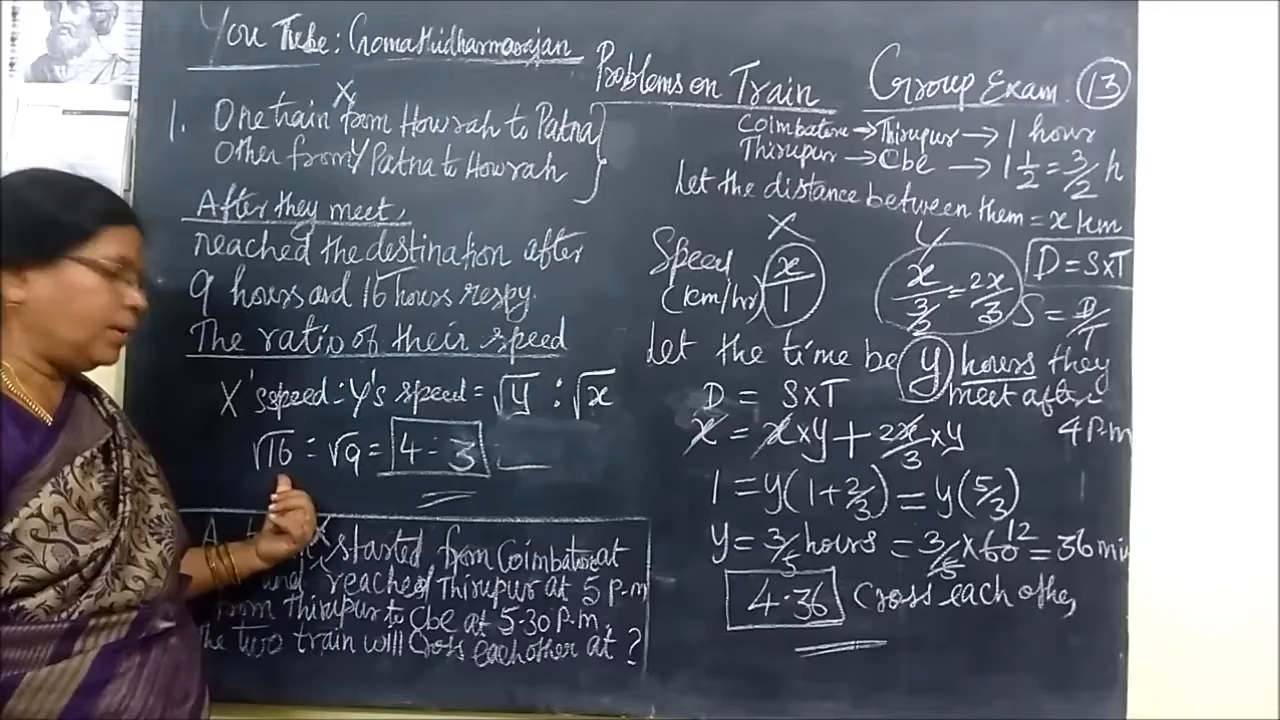 You Tube: Gomathidharmarajan
Problems on Train
Group Exam. 13
1. One train X from Howrah to Patna
Other from Y Patna to Howrah
After they meet,
reached the destination after
9 hours and 16 hours respy.
The ratio of their speed
X's speed : Y's speed = √y : √x
√16 : √9 = 4 : 3
X started from Coimbatore at
reached Thirupur at 5 p.m
from Thirupur to Cbe at 5.30 P.m.
The two train will cross each other at ?
Coimbatore → Thirupur → 1 hour
Thirupur → Cbe → 1 1/2 = 3/2 h
Let the distance between them = x km
X Y
Speed (km/hr) x/1 x/(3/2) = 2x/3
D = S×T
S = D/T
Let the time be y hours they
meet after
4 P.m
D = S×T
x = x×y + 2x/3 ×y
1 = y(1+2/3) = y(5/3)
y = 3/5 hours = 3/5 × 60 12 = 36 min
4.36 Cross each other,